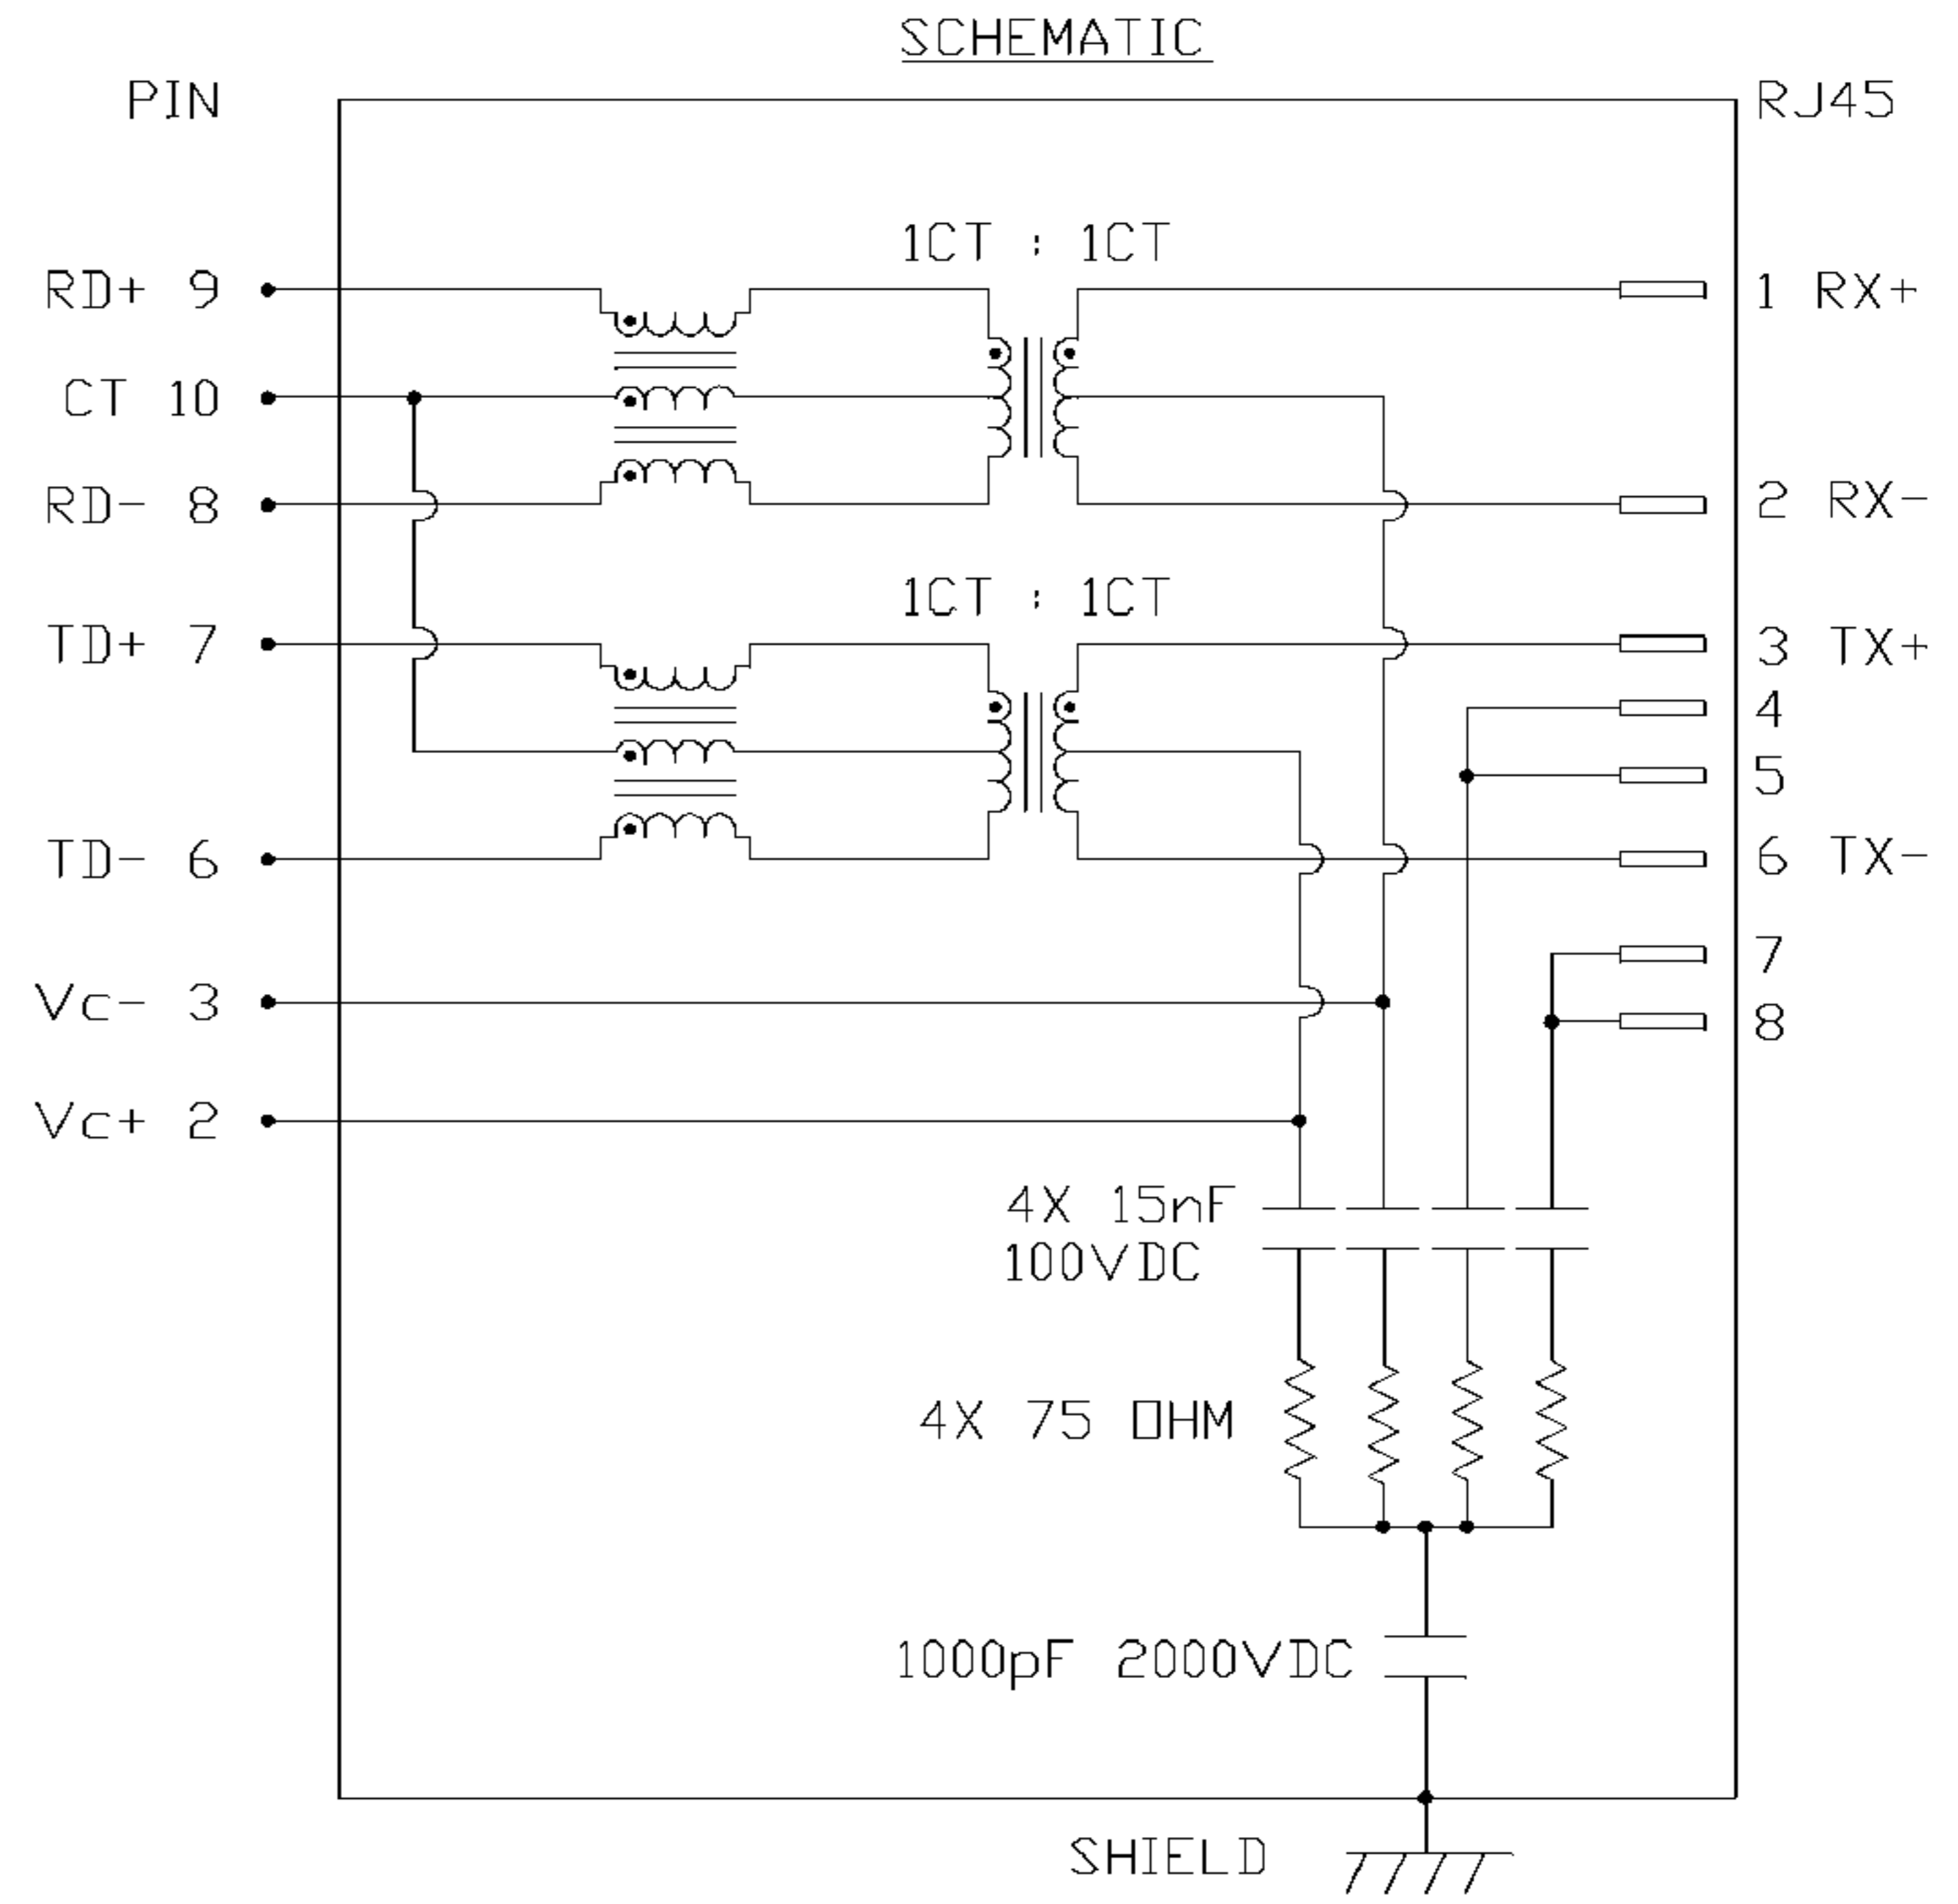 SCHEMATIC
PIN
RJ45
1CT : 1CT
RD+ 9
1 RX+
CT 10
RD- 8
2 RX-
1CT : 1CT
TD+ 7
3 TX+
4
5
TD- 6
6 TX-
7
Vc- 3
8
Vc+ 2
4X 15nF
100VDC
4X 75 OHM
1000pF 2000VDC
SHIELD